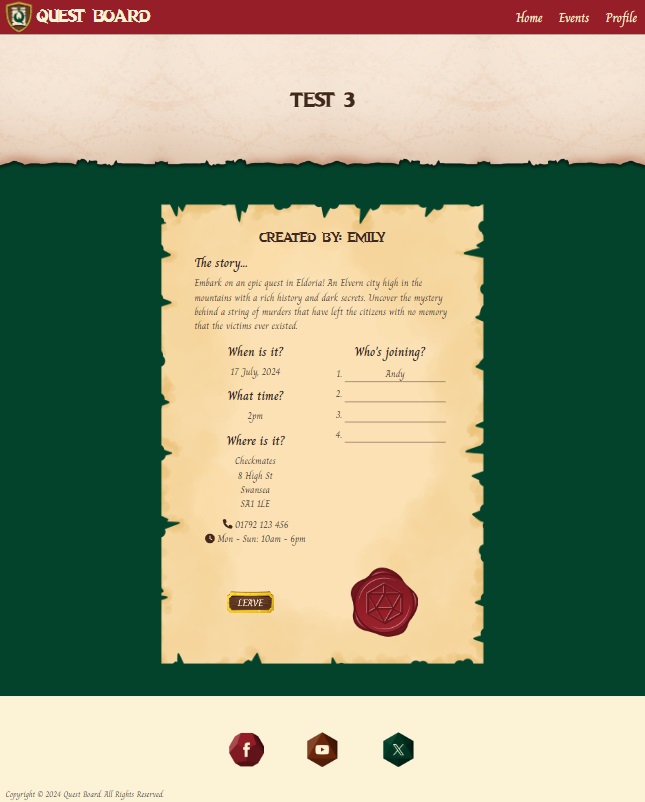 QUEST BOARD
Home Events Profile
TEST 3
CREATED BY: EMILY
The story...
Embark on an epic quest in Eldoria! An Elvern city high in the
mountains with a rich history and dark secrets. Uncover the mystery
behind a string of murders that have left the citizens with no memory
that the victims ever existed.
When is it?
17 July, 2024
What time?
2pm
Where is it?
Checkmates
8 High St
Swansea
SA1 1LE
01792 123 456
Mon - Sun: 10am - 6pm
Who's joining?
1. Andy
2.
3.
4.
LEAVE
Copyright © 2024 Quest Board. All Rights Reserved.